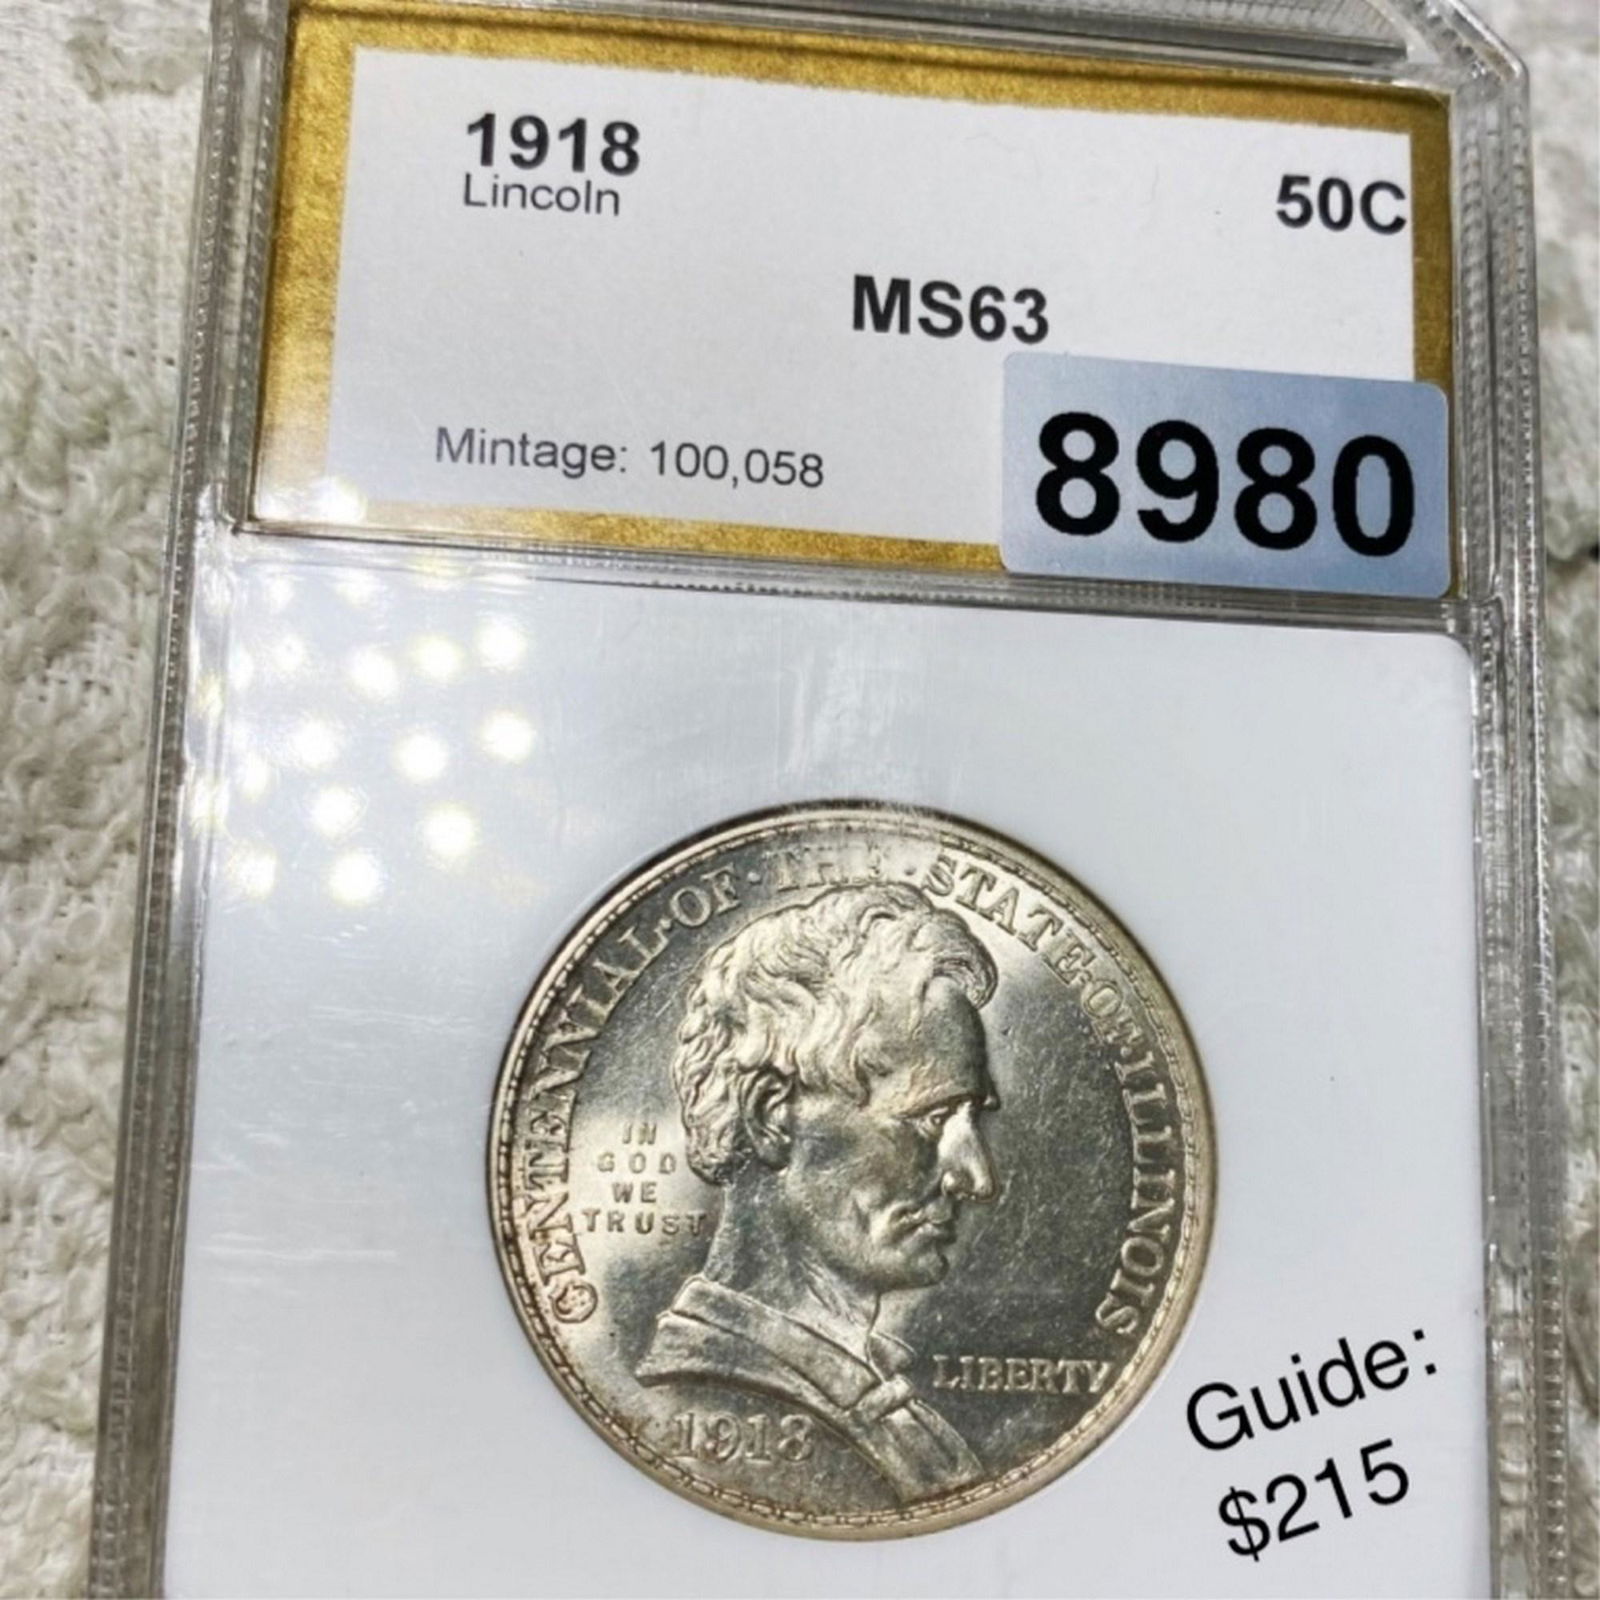 1918
Lincoln
50C
MS63
8980
Mintage: 100,058
CENTENNIAL·OF·THE·STATE·OF·ILLINOIS
IN
GOD
WE
TRUST
LIBERTY
1918
Guide:
$215